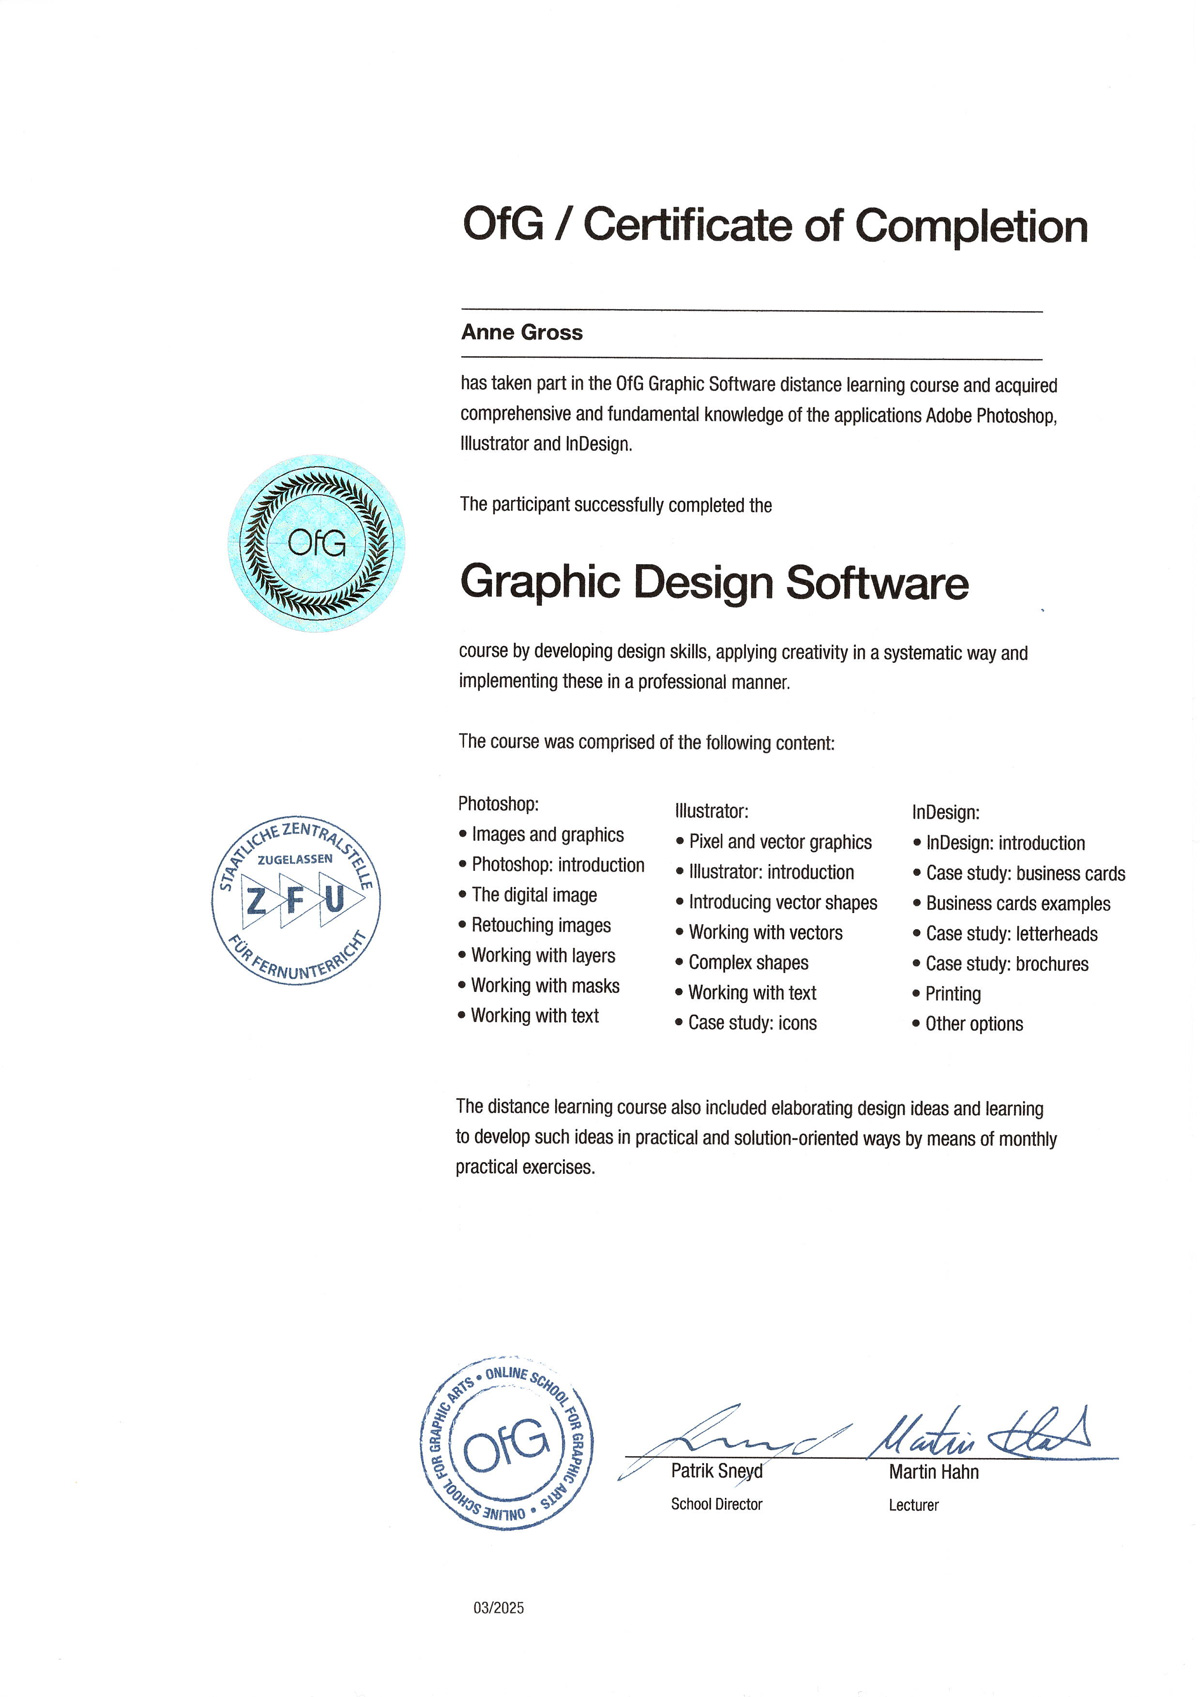 OfG / Certificate of Completion
Anne Gross
has taken part in the OfG Graphic Software distance learning course and acquired
comprehensive and fundamental knowledge of the applications Adobe Photoshop,
Illustrator and InDesign.
The participant successfully completed the
OfG
Graphic Design Software
course by developing design skills, applying creativity in a systematic way and
implementing these in a professional manner.
The course was comprised of the following content:
STAATLICHE ZENTRALSTELLE
ZUGELASSEN
ZFU
FÜR FERNUNTERRICHT
Photoshop:
• Images and graphics
• Photoshop: introduction
• The digital image
• Retouching images
• Working with layers
• Working with masks
• Working with text
Illustrator:
• Pixel and vector graphics
• Illustrator: introduction
• Introducing vector shapes
• Working with vectors
• Complex shapes
• Working with text
• Case study: icons
InDesign:
• InDesign: introduction
• Case study: business cards
• Business cards examples
• Case study: letterheads
• Case study: brochures
• Printing
• Other options
The distance learning course also included elaborating design ideas and learning
to develop such ideas in practical and solution-oriented ways by means of monthly
practical exercises.
• ONLINE SCHOOL FOR GRAPHIC ARTS • ONLINE SCHOOL FOR GRAPHIC ARTS
OfG
Martin Hahn
Patrik Sneyd
School Director
Martin Hahn
Lecturer
03/2025